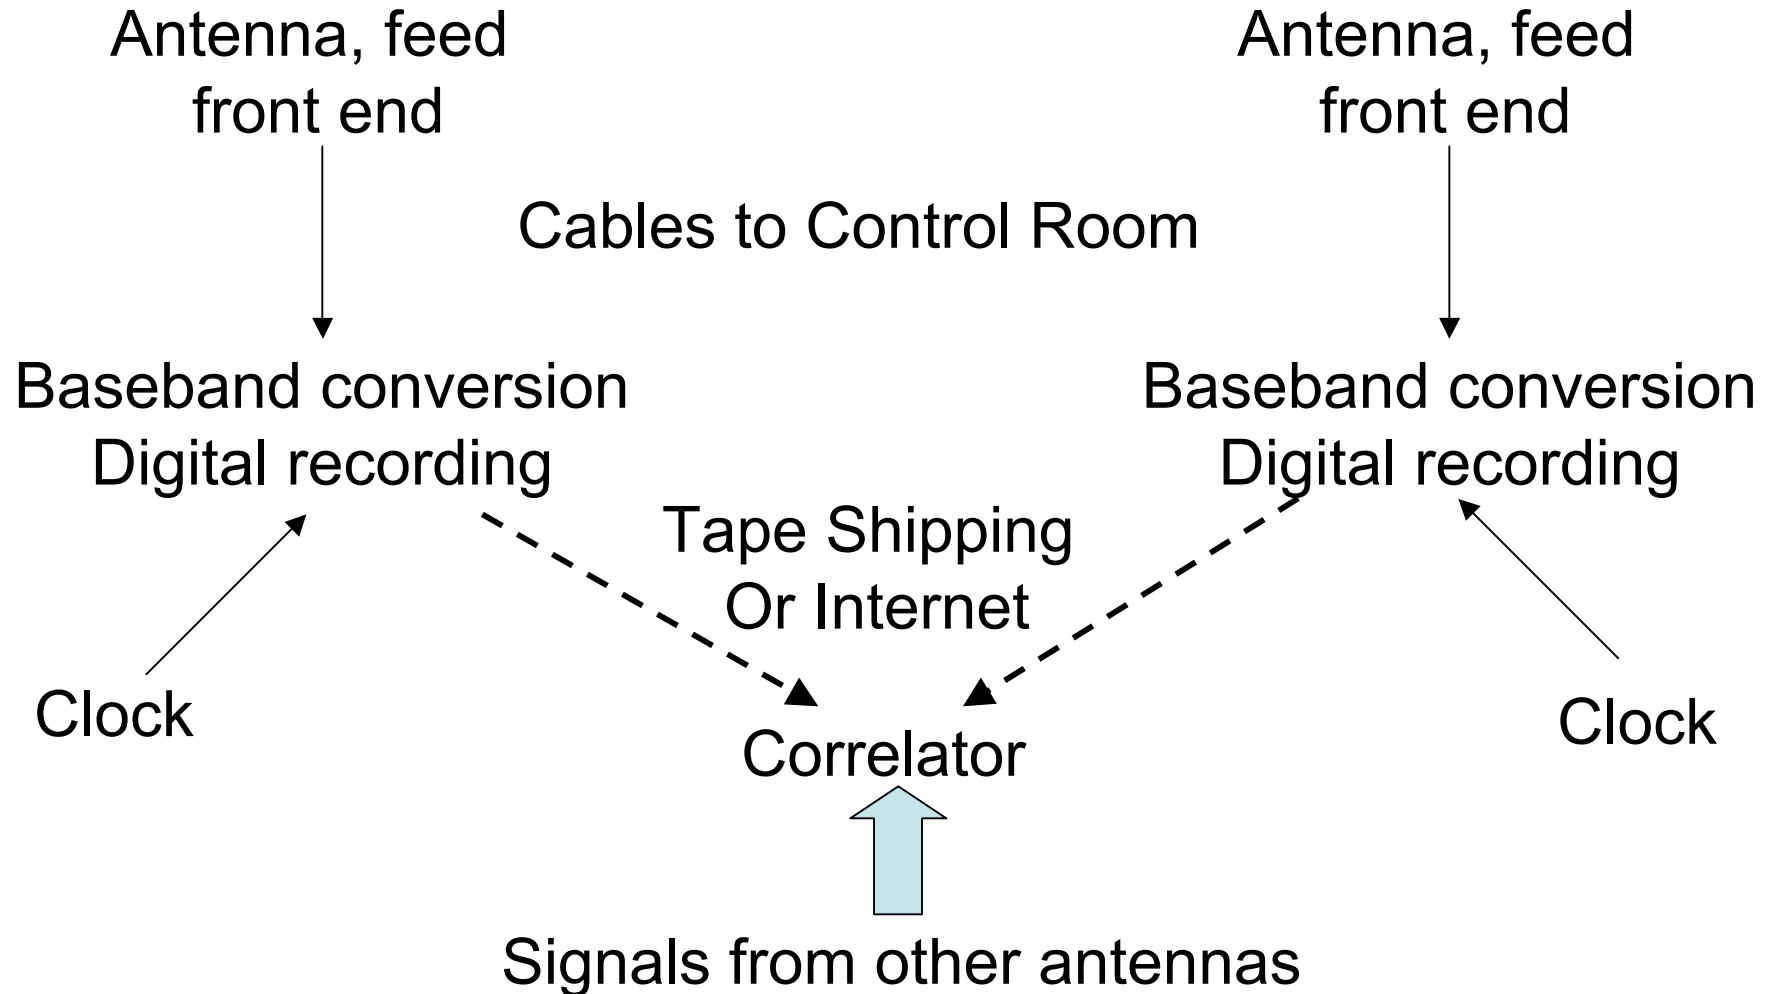 Antenna, feed
front end
Antenna, feed
front end
Cables to Control Room
Baseband conversion
Digital recording
Baseband conversion
Digital recording
Tape Shipping
Or Internet
Clock
Clock
Correlator
Signals from other antennas